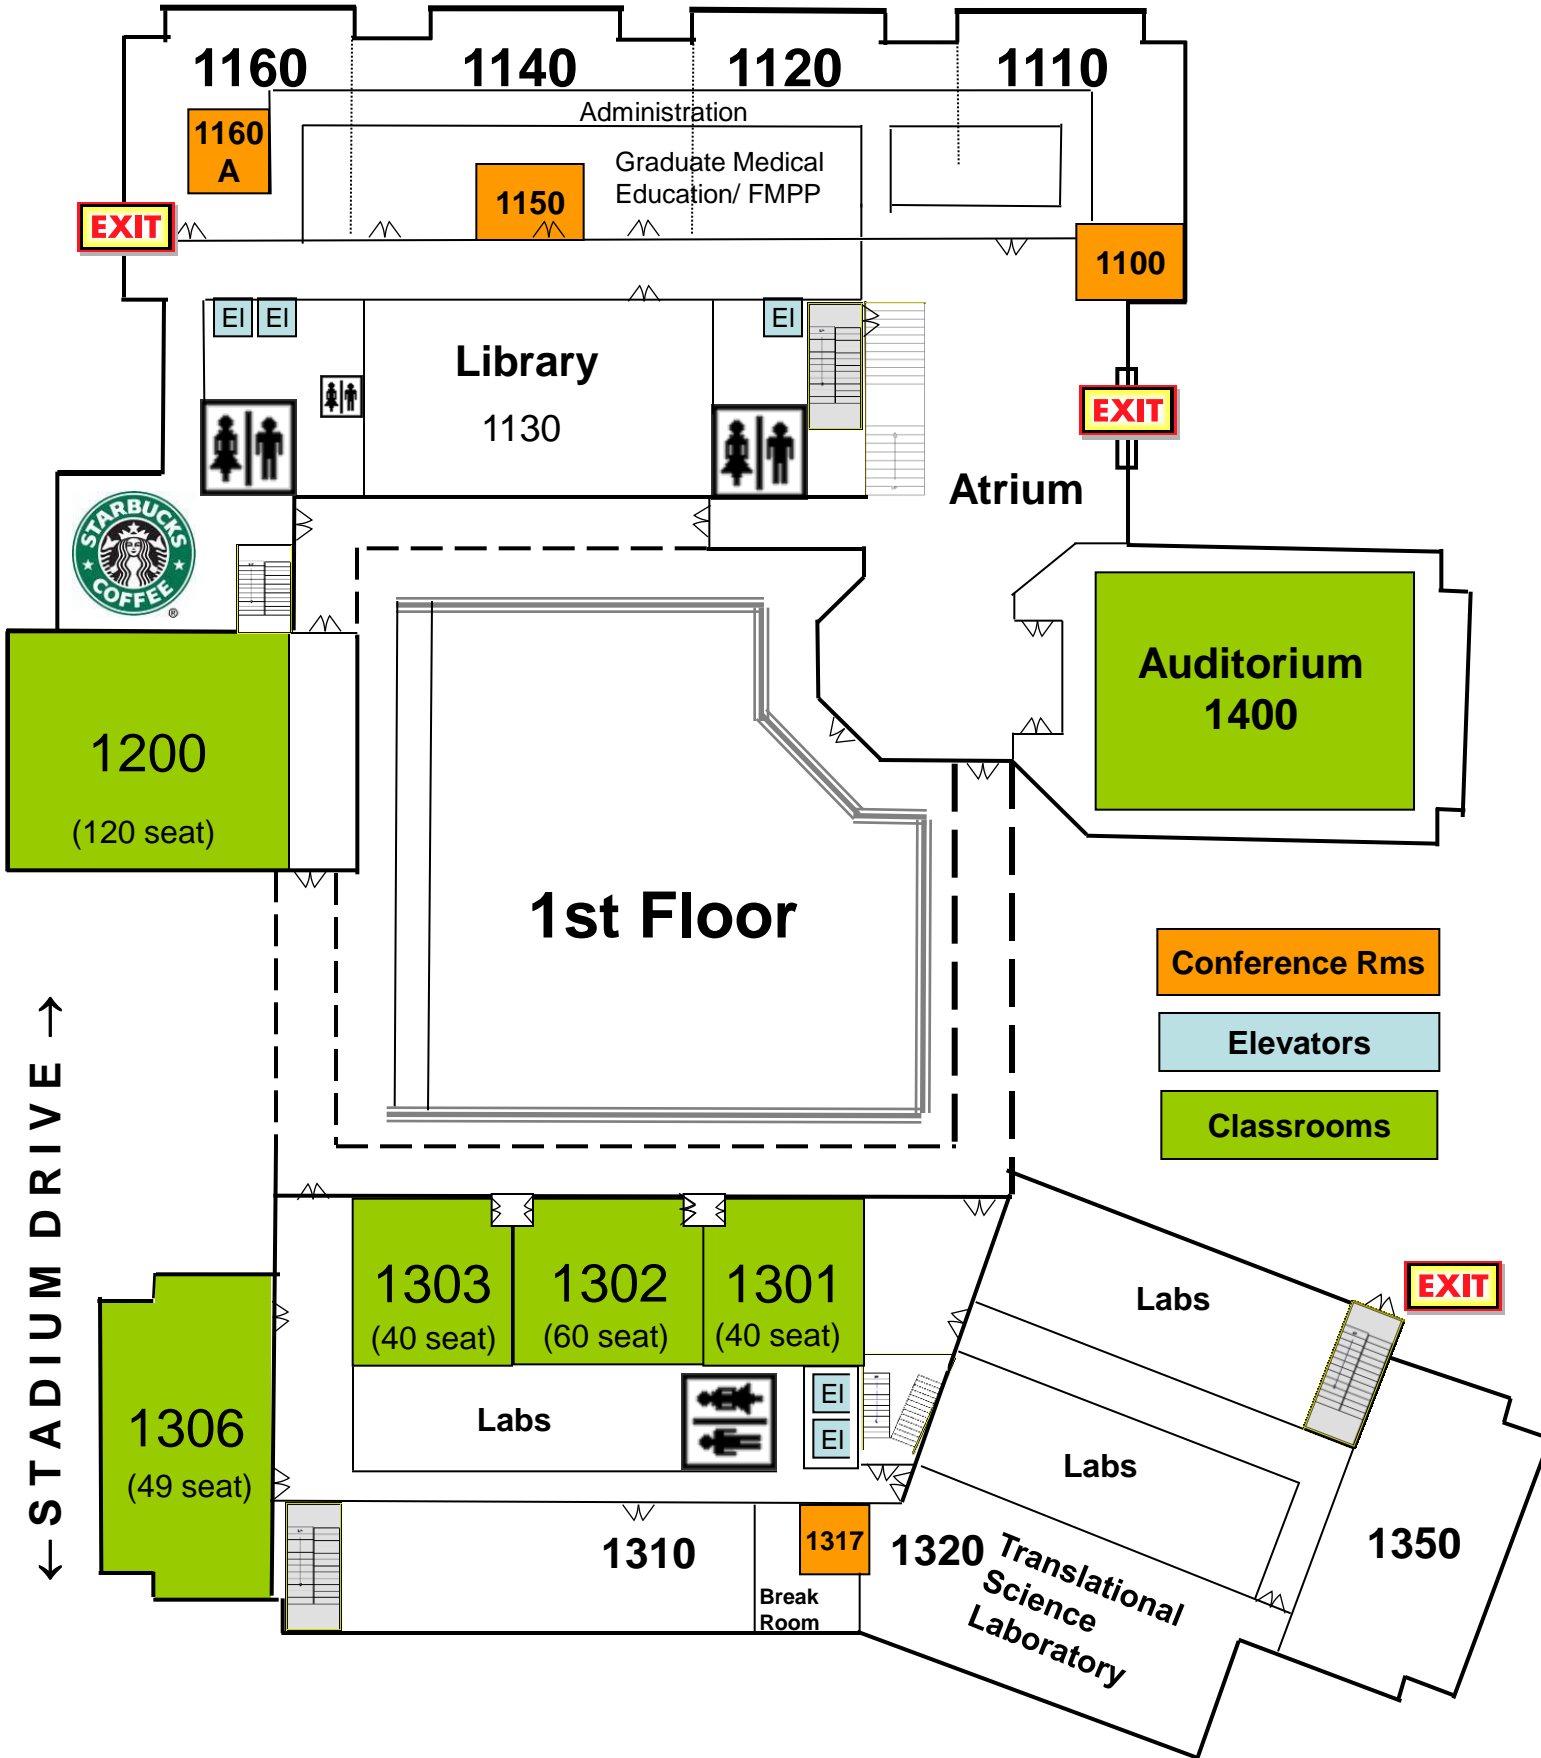 1160
1140
1120
1110
Administration
1160
A
Graduate Medical
Education/ FMPP
1150
EXIT
1100
EI
EI
EI
Library
1130
EXIT
Atrium
STARBUCKS
COFFEE
®
Auditorium
1400
1200
(120 seat)
1st Floor
Conference Rms
Elevators
Classrooms
← STADIUM DRIVE →
1303
(40 seat)
1302
(60 seat)
1301
(40 seat)
Labs
EXIT
EI
EI
Labs
1306
(49 seat)
Labs
1310
1317
1320
Translational
Science
Laboratory
1350
Break
Room